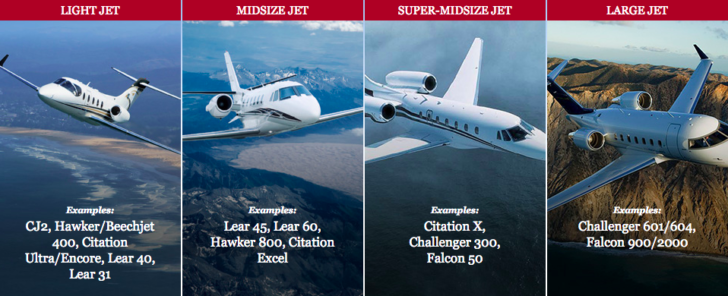 LIGHT JET
Examples:
CJ2, Hawker/Beechjet
400, Citation
Ultra/Encore, Lear 40,
Lear 31
MIDSIZE JET
Examples:
Lear 45, Lear 60,
Hawker 800, Citation
Excel
SUPER-MIDSIZE JET
Examples:
Citation X,
Challenger 300,
Falcon 50
LARGE JET
Examples:
Challenger 601/604,
Falcon 900/2000